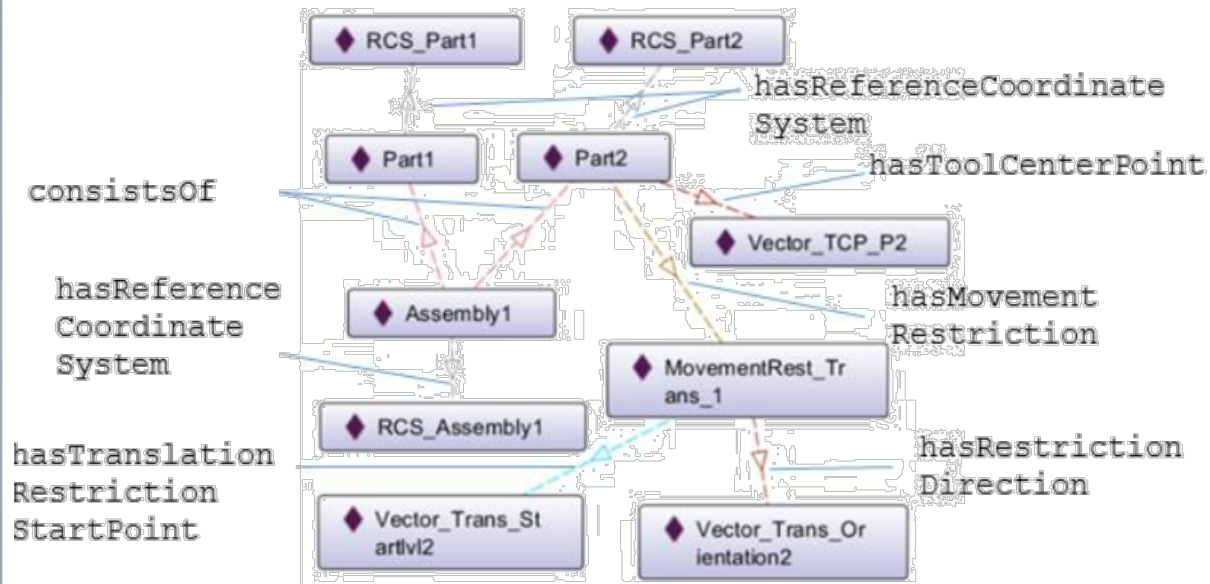 RCS_Part1
RCS_Part2
hasReferenceCoordinate
System
Part1
Part2
hasToolCenterPoint
consistsOf
Vector_TCP_P2
hasReference
Coordinate
System
Assembly1
hasMovement
Restriction
MovementRest_Tr
ans_1
RCS_Assembly1
hasTranslation
Restriction
StartPoint
hasRestriction
Direction
Vector_Trans_St
artlvl2
Vector_Trans_Or
ientation2